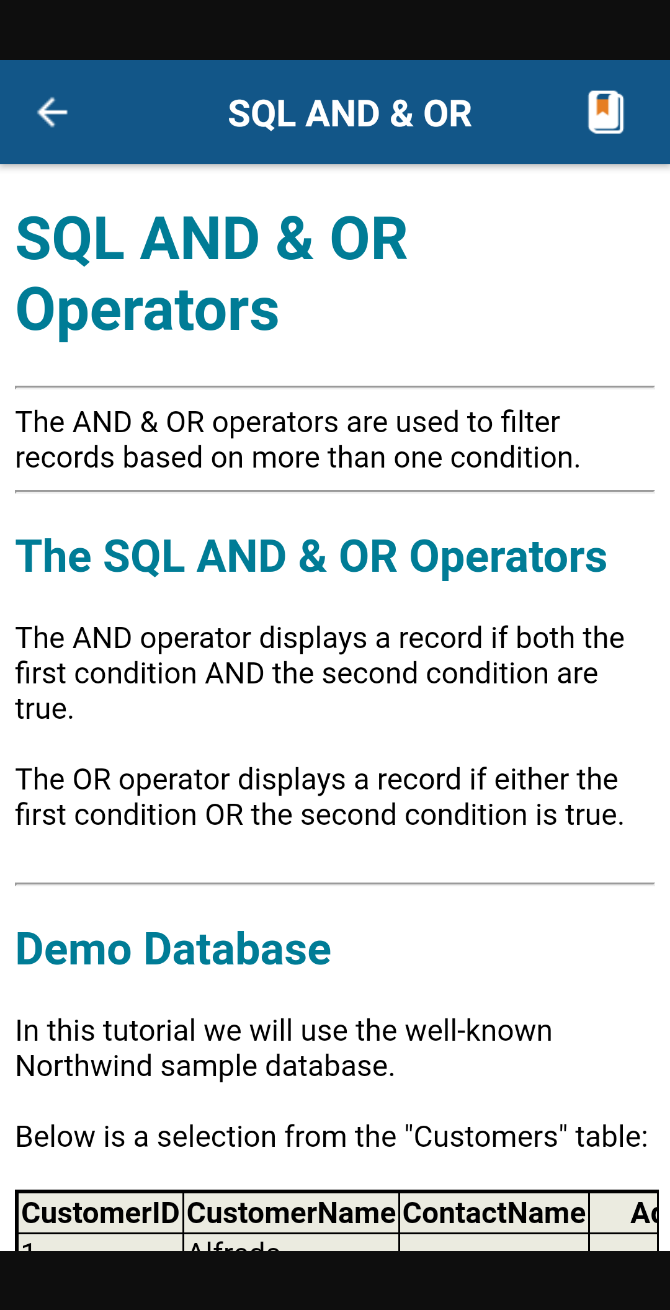 SQL AND & OR
SQL AND & OR
Operators
The AND & OR operators are used to filter
records based on more than one condition.
The SQL AND & OR Operators
The AND operator displays a record if both the
first condition AND the second condition are
true.
The OR operator displays a record if either the
first condition OR the second condition is true.
Demo Database
In this tutorial we will use the well-known
Northwind sample database.
Below is a selection from the "Customers" table:
CustomerID CustomerName ContactName
1 Alfreds